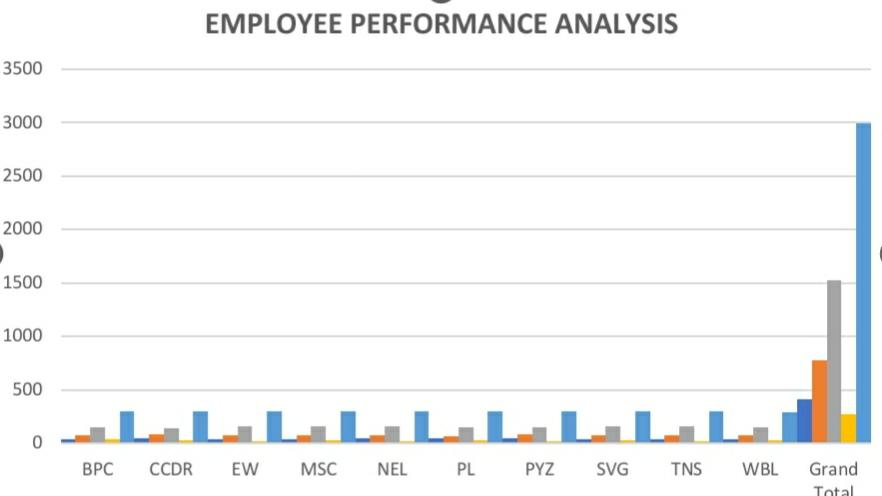 EMPLOYEE PERFORMANCE ANALYSIS
3500
3000
2500
2000
1500
1000
500
0
BPC CCDR EW MSC NEL PL PYZ SVG TNS WBL Grand
Total